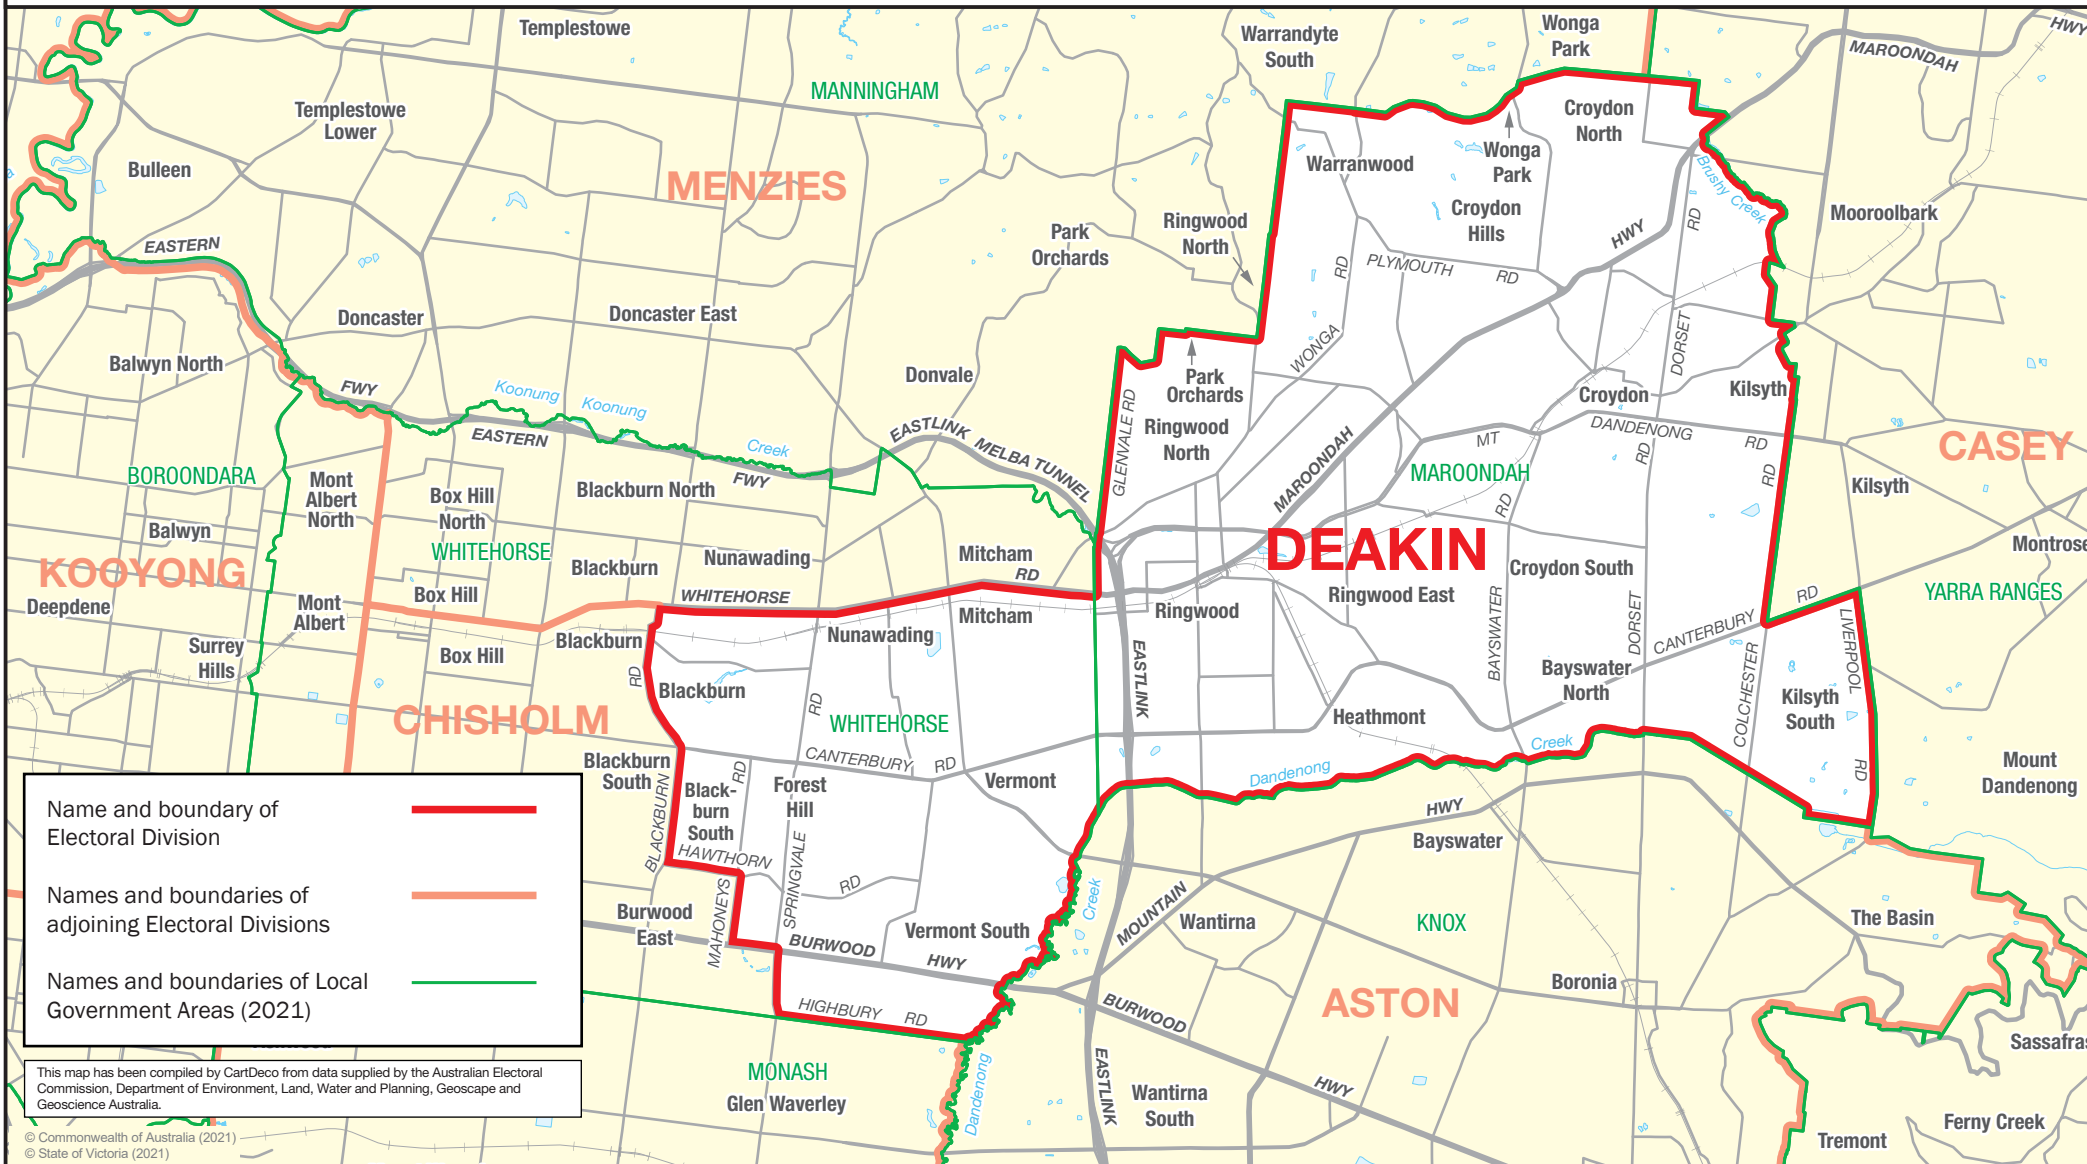 Templestowe
Warrandyte
South
Wonga
Park
MAROONDAH
HWY
MANNINGHAM
Templestowe
Lower
Croydon
North
Bulleen
MENZIES
Warranwood
Wonga
Park
Brushy Creek
Croydon
Hills
Mooroolbark
Ringwood
North
Park
Orchards
HWY
RD
EASTERN
PLYMOUTH
RD
RD
Doncaster
Doncaster East
WONGA
DORSET
Balwyn North
FWY
Koonung
Koonung
Donvale
Park
Orchards
Croydon
Kilsyth
GLENVALE RD
Ringwood
North
EASTERN
Creek
FWY
EASTLINK
MELBA TUNNEL
MAROONDAH
MT
DANDENONG
RD
RD
RD
CASEY
BOROONDARA
Mont
Albert
North
Box Hill
North
Blackburn North
MAROONDAH
RD
Kilsyth
Balwyn
WHITEHORSE
Nunawading
Mitcham
RD
DEAKIN
Montrose
KOOYONG
Blackburn
Croydon South
Deepdene
Box Hill
WHITEHORSE
Ringwood East
YARRA RANGES
Mont
Albert
Mitcham
Ringwood
RD
Surrey
Hills
Blackburn
Nunawading
BAYSWATER
DORSET
CANTERBURY
LIVERPOOL
Box Hill
RD
Blackburn
RD
EASTLINK
Bayswater
North
COLCHESTER
Kilsyth
South
CHISHOLM
WHITEHORSE
Heathmont
Creek
Blackburn
South
CANTERBURY
RD
Dandenong
RD
Mount
Dandenong
BLACKBURN
RD
Black-
burn
South
Forest
Hill
Vermont
HWY
Bayswater
HAWTHORN
RD
SPRINGVALE
MAHONEYS
Creek
MOUNTAIN
Burwood
East
BURWOOD
HWY
Vermont South
Wantirna
KNOX
The Basin
HIGHBURY
RD
BURWOOD
ASTON
Boronia
Sassafras
MONASH
Glen Waverley
Dandenong
EASTLINK
Wantirna
South
HWY
Tremont
Ferny Creek
Name and boundary of
Electoral Division
Names and boundaries of
adjoining Electoral Divisions
Names and boundaries of Local
Government Areas (2021)
This map has been compiled by CartDeco from data supplied by the Australian Electoral
Commission, Department of Environment, Land, Water and Planning, Geoscape and
Geoscience Australia.
© Commonwealth of Australia (2021)
© State of Victoria (2021)